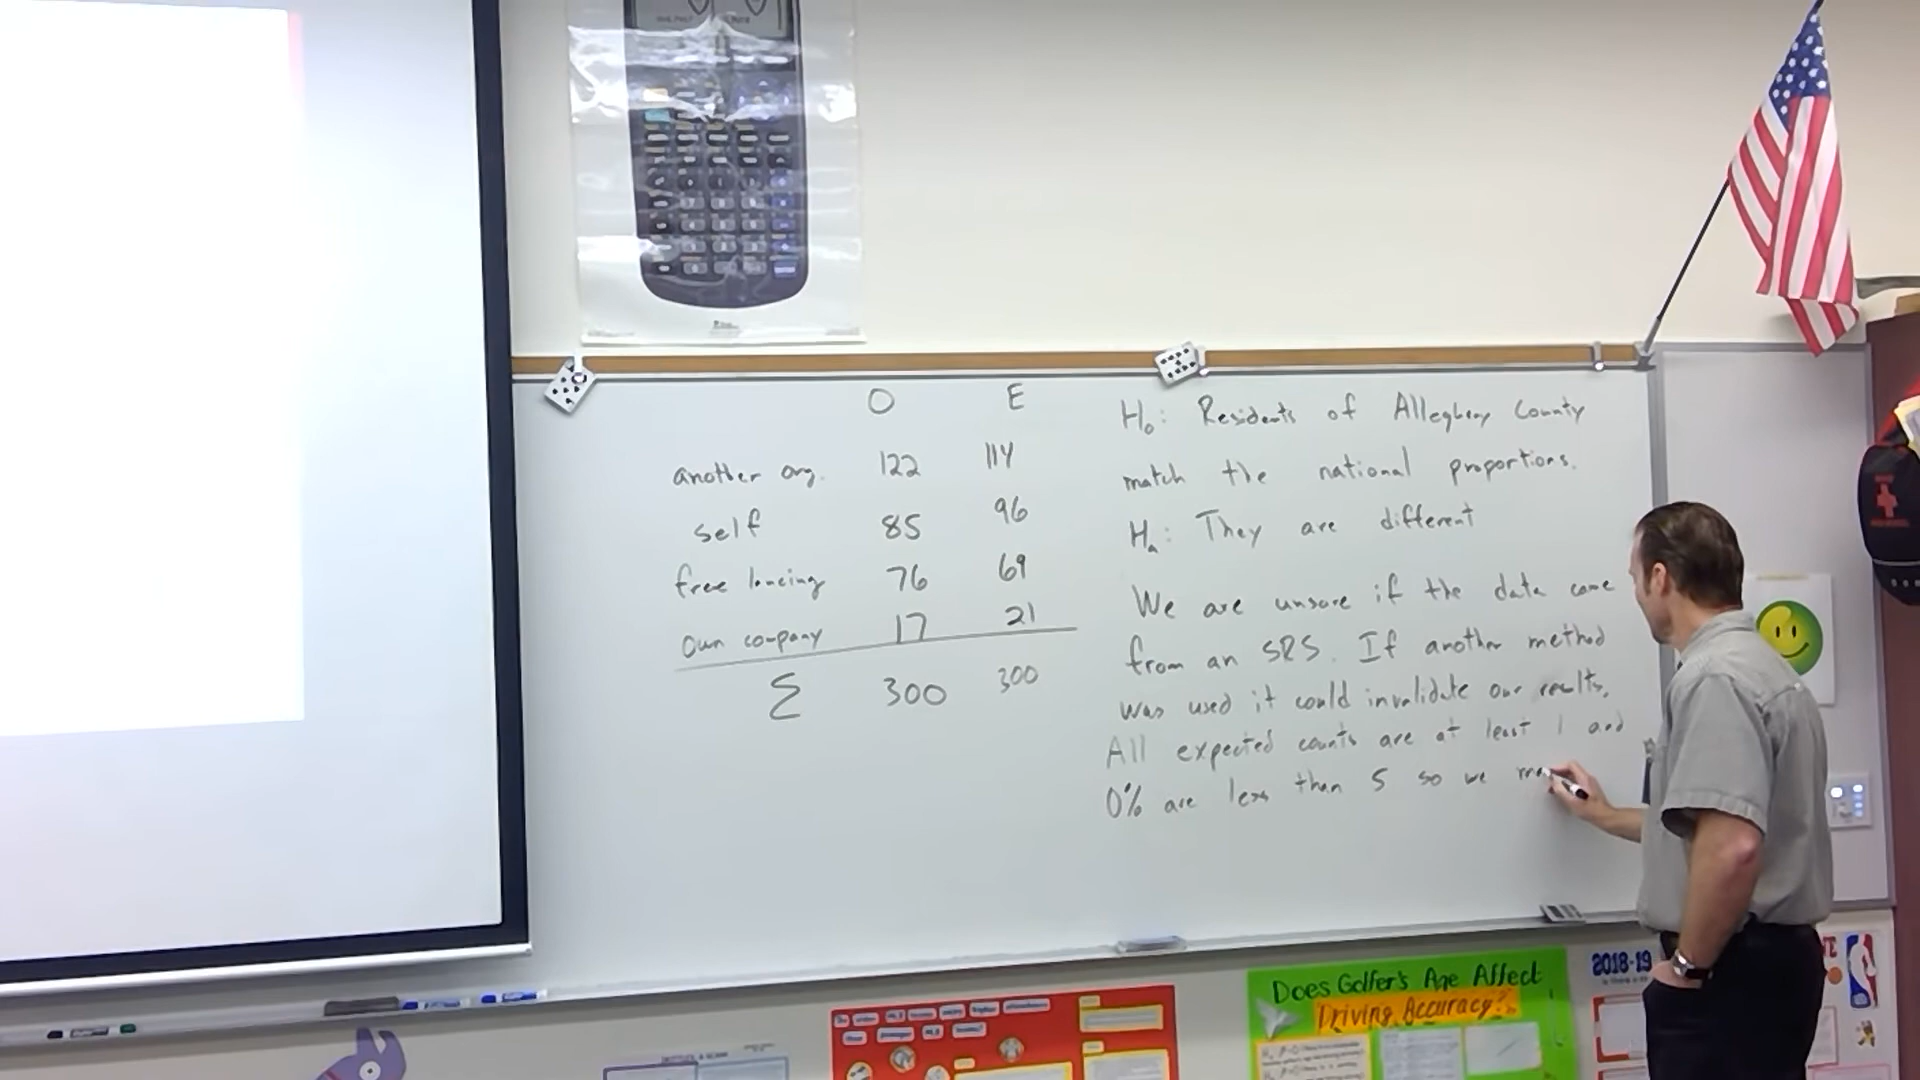 O E
another org. 122 114
self 85 96
free lancing 76 69
own company 17 21
Σ 300 300
H₀: Residents of Allegheny County
match the national proportions.
Hₐ: They are different
We are unsure if the data came
from an SRS. If another method
was used it could invalidate our results.
All expected counts are at least 1 and
0% are less than 5 so we may
Does Golfer's Age Affect
Driving Accuracy?
2018-19